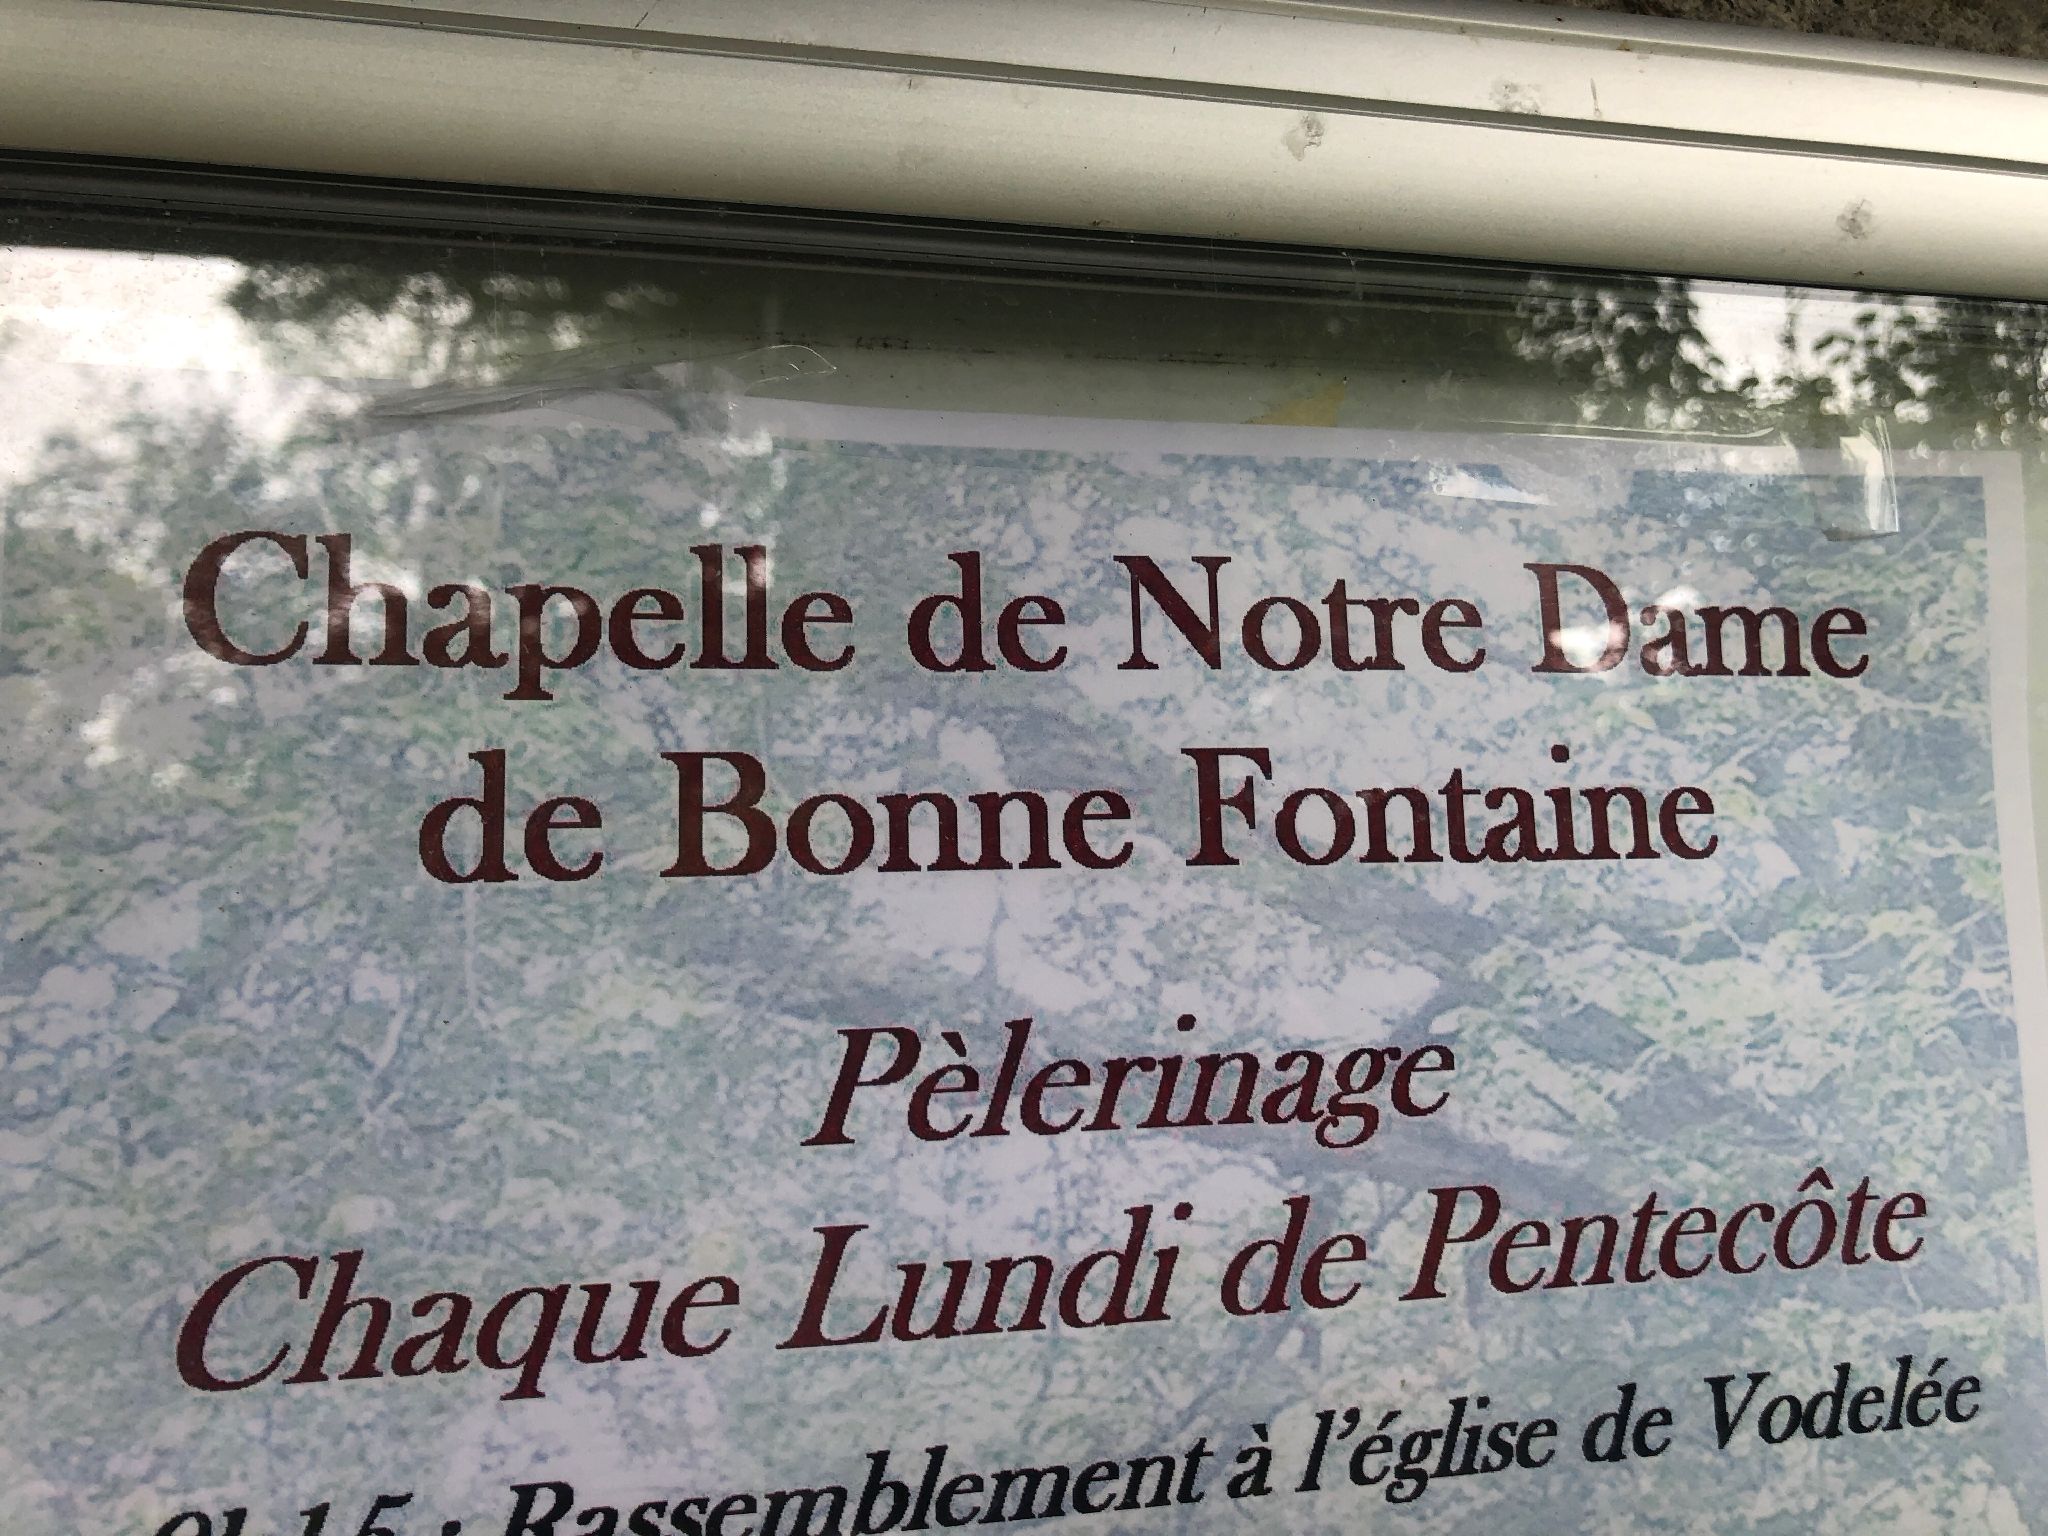 Chapelle de Notre Dame
de Bonne Fontaine
Pèlerinage
Chaque Lundi de Pentecôte
: Rassemblement à l'église de Vodelée